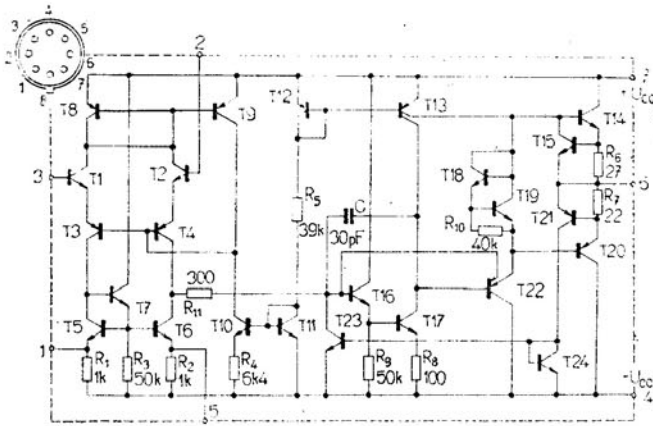 4
3
5
6
1
7
8
2
7
T8
T9
T12
T13
+Ucc
T14
T15
R6
27
6
R7
22
T1
T2
3
T18
T19
R5
39k
C
30pF
R10
40k
T21
T20
T3
T4
300
R11
T7
T16
T22
T5
T6
T10
T11
T23
T17
T24
1
R1
1k
R3
50k
R2
1k
R4
6k4
R9
50k
R8
100
-Ucc
4
5